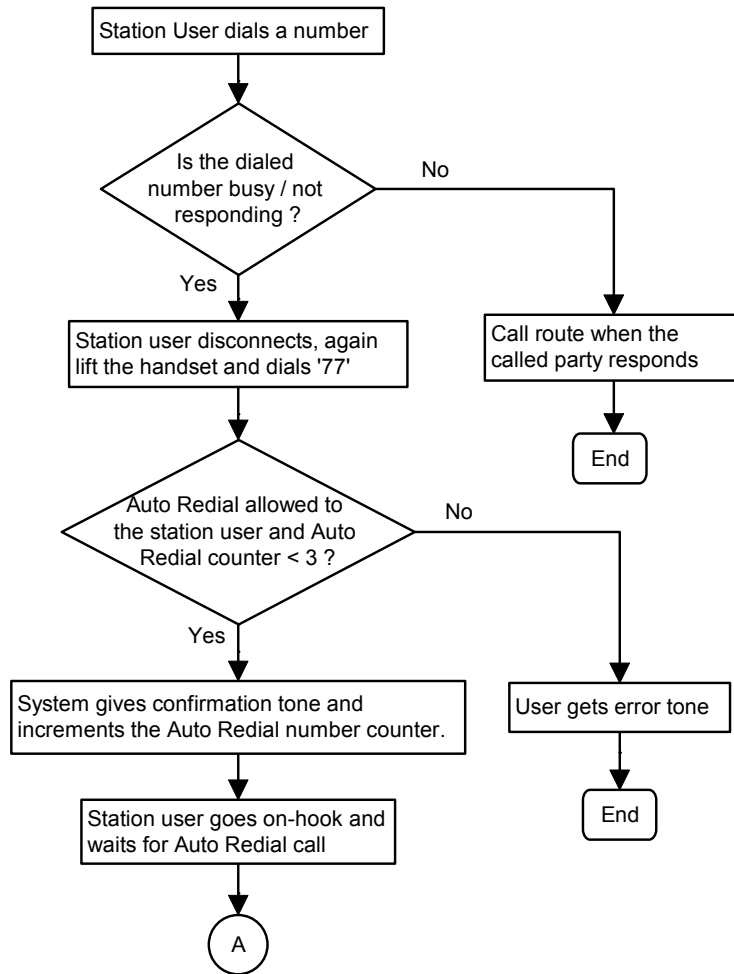 Station User dials a number
Is the dialed
number busy / not
responding ?
No
Yes
Station user disconnects, again
lift the handset and dials '77'
Call route when the
called party responds
End
Auto Redial allowed to
the station user and Auto
Redial counter < 3 ?
No
Yes
System gives confirmation tone and
increments the Auto Redial number counter.
User gets error tone
Station user goes on-hook and
waits for Auto Redial call
End
A